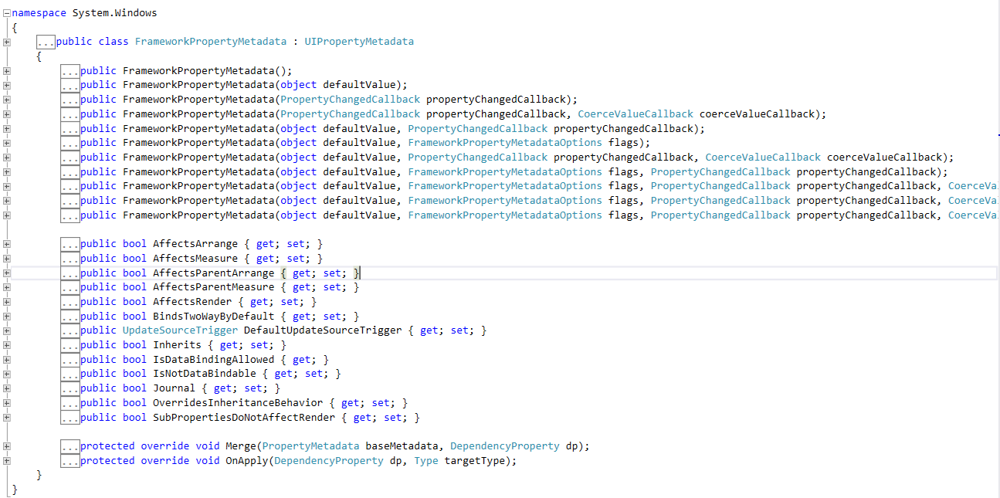 namespace System.Windows
{
...public class FrameworkPropertyMetadata : UIPropertyMetadata
{
...public FrameworkPropertyMetadata();
...public FrameworkPropertyMetadata(object defaultValue);
...public FrameworkPropertyMetadata(PropertyChangedCallback propertyChangedCallback);
...public FrameworkPropertyMetadata(PropertyChangedCallback propertyChangedCallback, CoerceValueCallback coerceValueCallback);
...public FrameworkPropertyMetadata(object defaultValue, PropertyChangedCallback propertyChangedCallback);
...public FrameworkPropertyMetadata(object defaultValue, FrameworkPropertyMetadataOptions flags);
...public FrameworkPropertyMetadata(object defaultValue, PropertyChangedCallback propertyChangedCallback, CoerceValueCallback coerceValueCallback);
...public FrameworkPropertyMetadata(object defaultValue, FrameworkPropertyMetadataOptions flags, PropertyChangedCallback propertyChangedCallback);
...public FrameworkPropertyMetadata(object defaultValue, FrameworkPropertyMetadataOptions flags, PropertyChangedCallback propertyChangedCallback, CoerceVa
...public FrameworkPropertyMetadata(object defaultValue, FrameworkPropertyMetadataOptions flags, PropertyChangedCallback propertyChangedCallback, CoerceVa
...public FrameworkPropertyMetadata(object defaultValue, FrameworkPropertyMetadataOptions flags, PropertyChangedCallback propertyChangedCallback, CoerceVa
...public bool AffectsArrange { get; set; }
...public bool AffectsMeasure { get; set; }
...public bool AffectsParentArrange { get; set; }
...public bool AffectsParentMeasure { get; set; }
...public bool AffectsRender { get; set; }
...public bool BindsTwoWayByDefault { get; set; }
...public UpdateSourceTrigger DefaultUpdateSourceTrigger { get; set; }
...public bool Inherits { get; set; }
...public bool IsDataBindingAllowed { get; }
...public bool IsNotDataBindable { get; set; }
...public bool Journal { get; set; }
...public bool OverridesInheritanceBehavior { get; set; }
...public bool SubPropertiesDoNotAffectRender { get; set; }
...protected override void Merge(PropertyMetadata baseMetadata, DependencyProperty dp);
...protected override void OnApply(DependencyProperty dp, Type targetType);
}
}